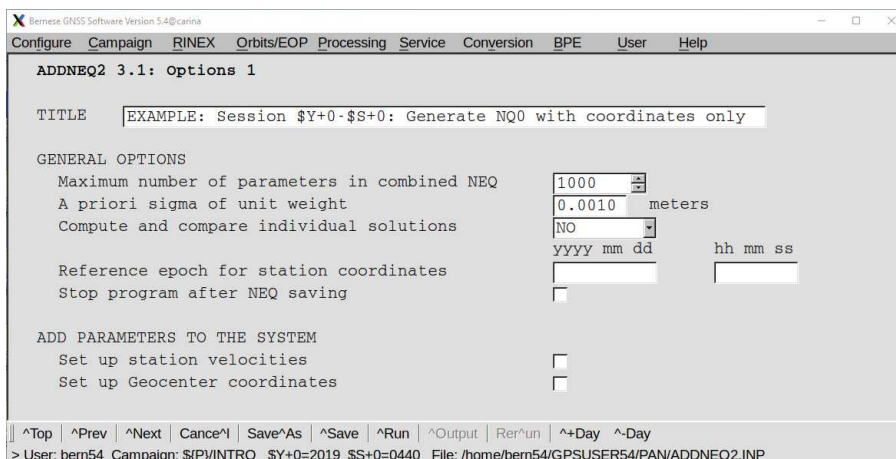 Bernese GNSS Software Version 5.4@carina
Configure Campaign RINEX Orbits/EOP Processing Service Conversion BPE User Help
ADDNEQ2 3.1: Options 1
TITLE EXAMPLE: Session $Y+0-$S+0: Generate NQ0 with coordinates only
GENERAL OPTIONS
Maximum number of parameters in combined NEQ 1000
A priori sigma of unit weight 0.0010 meters
Compute and compare individual solutions NO
yyyy mm dd hh mm ss
Reference epoch for station coordinates
Stop program after NEQ saving
ADD PARAMETERS TO THE SYSTEM
Set up station velocities
Set up Geocenter coordinates
^Top | ^Prev | ^Next | Cance^l | Save^As | ^Save | ^Run | ^Output | Rer^un | ^+Day ^-Day
> User: bern54 Campaign: ${P}/INTRO $Y+0=2019 $S+0=0440 File: /home/bern54/GPSUSER54/PAN/ADDNEQ2.INP